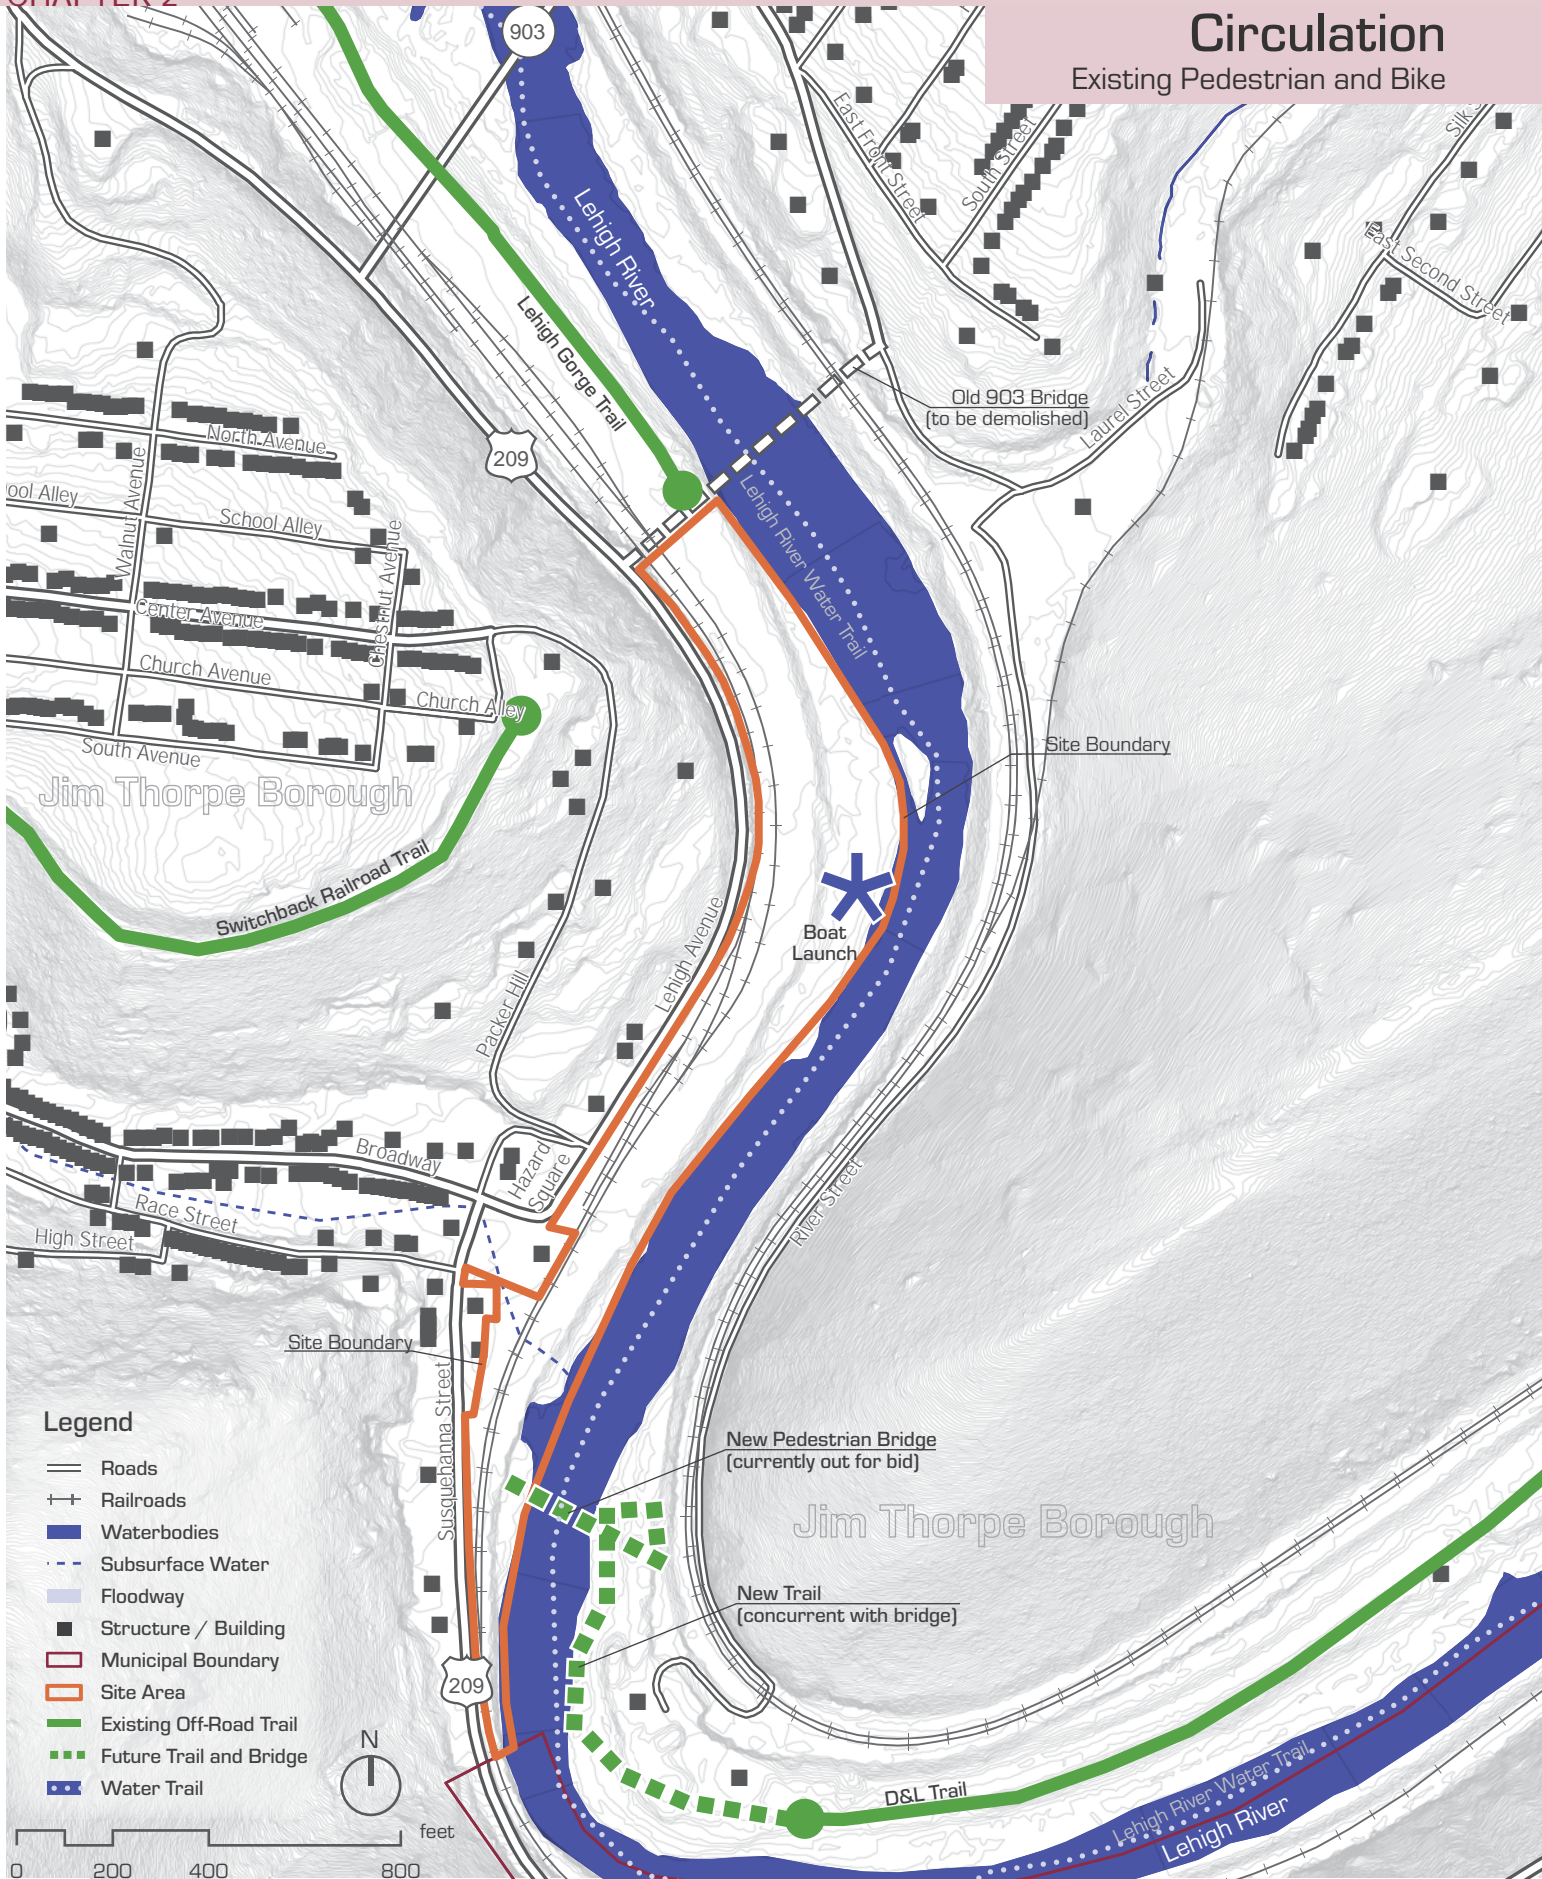 CHAPTER 2
Circulation
Existing Pedestrian and Bike
903
East Front Street
South Street
East Second Street
Lehigh River
Lehigh Gorge Trail
Old 903 Bridge
(to be demolished)
Laurel Street
209
North Avenue
Walnut Avenue
School Alley
Chestnut Avenue
Center Avenue
Church Avenue
Church Alley
South Avenue
Jim Thorpe Borough
Lehigh River Water Trail
Site Boundary
Switchback Railroad Trail
Boat
Launch
Lehigh Avenue
Packer Hill
Broadway
Hazard
Square
Race Street
High Street
River Street
Site Boundary
Susquehanna Street
New Pedestrian Bridge
(currently out for bid)
Jim Thorpe Borough
New Trail
(concurrent with bridge)
209
D&L Trail
Lehigh River Water Trail
Lehigh River
Legend
Roads
Railroads
Waterbodies
Subsurface Water
Floodway
Structure / Building
Municipal Boundary
Site Area
Existing Off-Road Trail
Future Trail and Bridge
Water Trail
N
feet
0 200 400 800